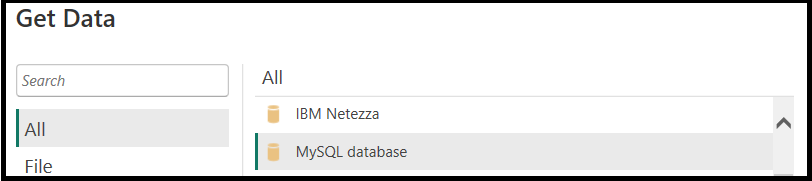 Get Data
Search
All
File
All
IBM Netezza
MySQL database